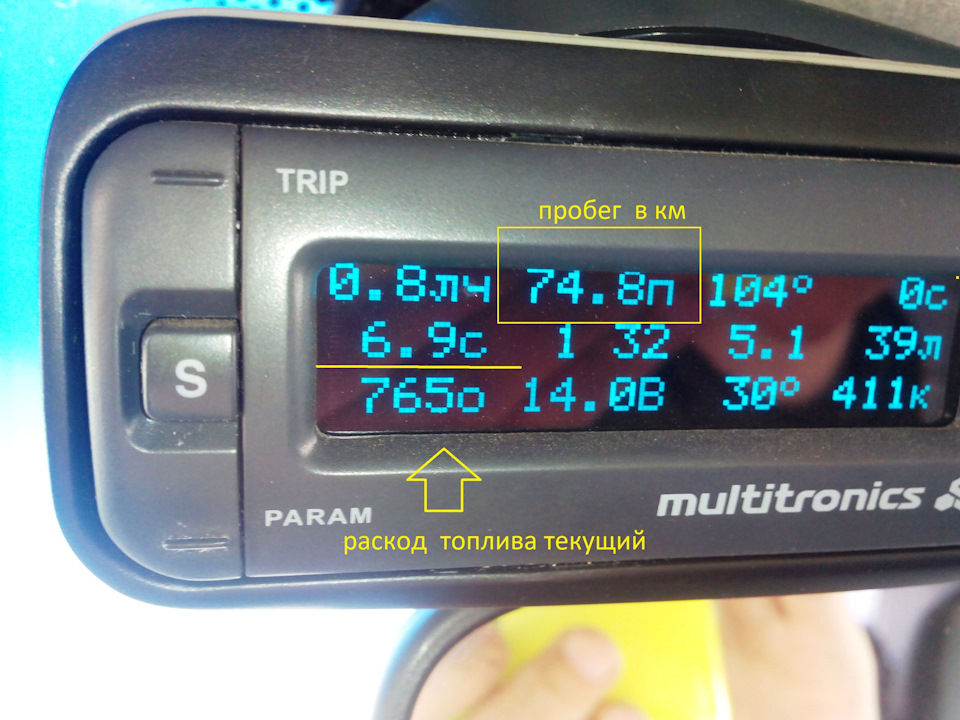 TRIP
пробег в км
0.8лч 74.8п 104° 0с
6.9с 1 32 5.1 39л
S
765о 14.0В 30° 411к
multitronics
PARAM
раскод топлива текущий